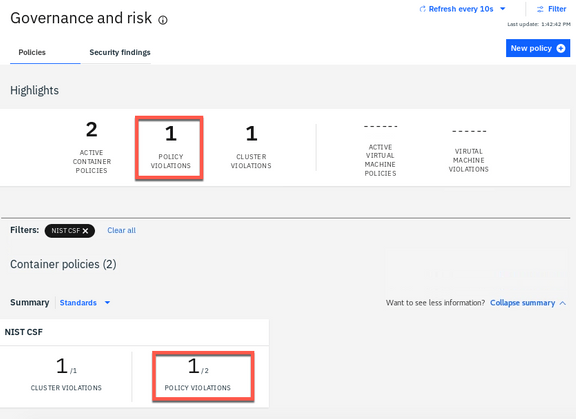 Governance and risk
Refresh every 10s
Filter
Last update: 1:42:42 PM
Policies
Security findings
New policy
Highlights
2
ACTIVE
CONTAINER
POLICIES
1
POLICY
VIOLATIONS
1
CLUSTER
VIOLATIONS
------
ACTIVE
VIRTUAL
MACHINE
POLICIES
------
VIRUTAL
MACHINE
VIOLATIONS
Filters: NIST CSF × Clear all
Container policies (2)
Summary Standards
Want to see less information? Collapse summary
NIST CSF
1 /1
CLUSTER VIOLATIONS
1 /2
POLICY VIOLATIONS